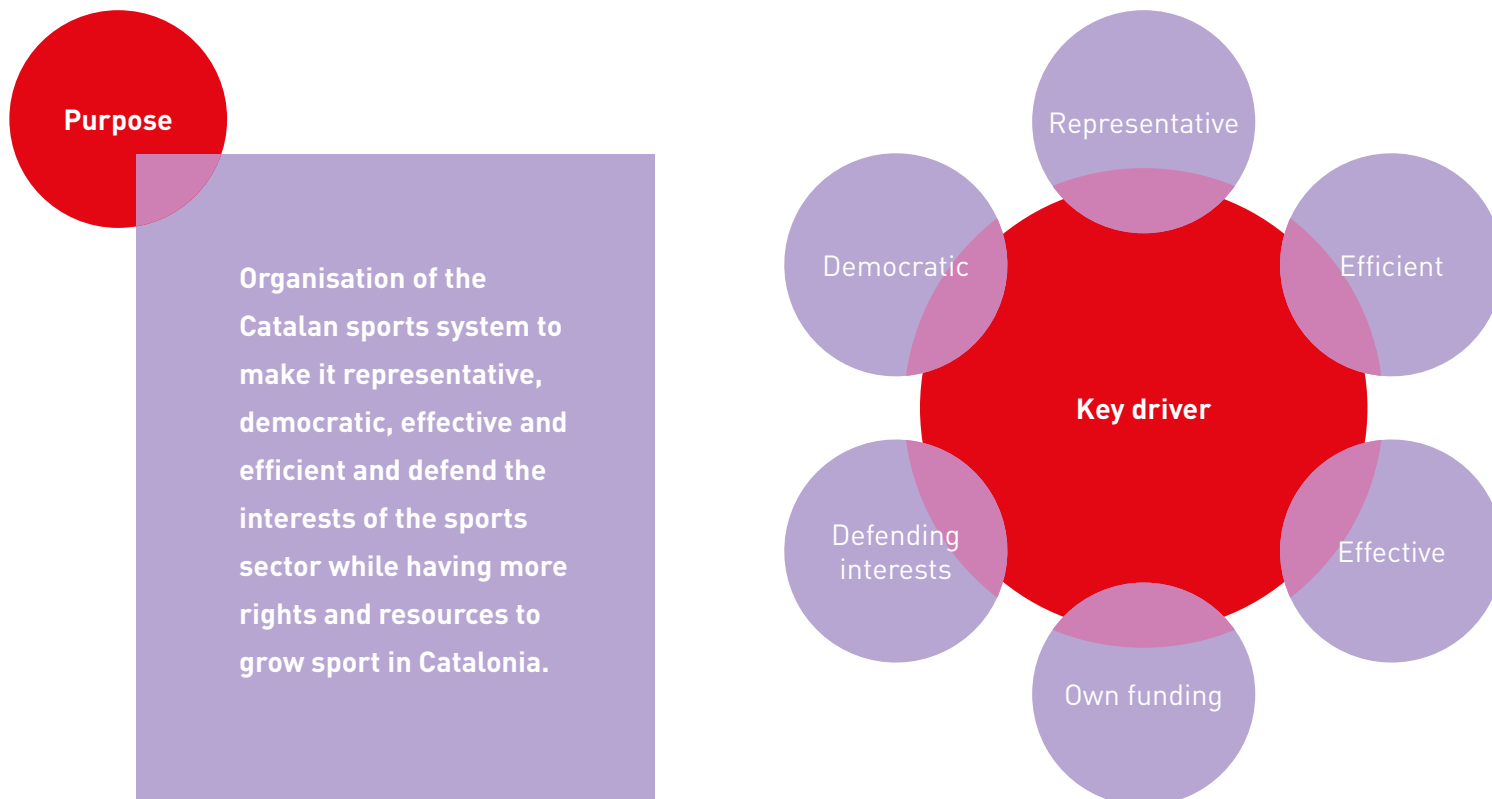 Purpose
Organisation of the
Catalan sports system to
make it representative,
democratic, effective and
efficient and defend the
interests of the sports
sector while having more
rights and resources to
grow sport in Catalonia.
Representative
Democratic
Efficient
Key driver
Defending
interests
Effective
Own funding